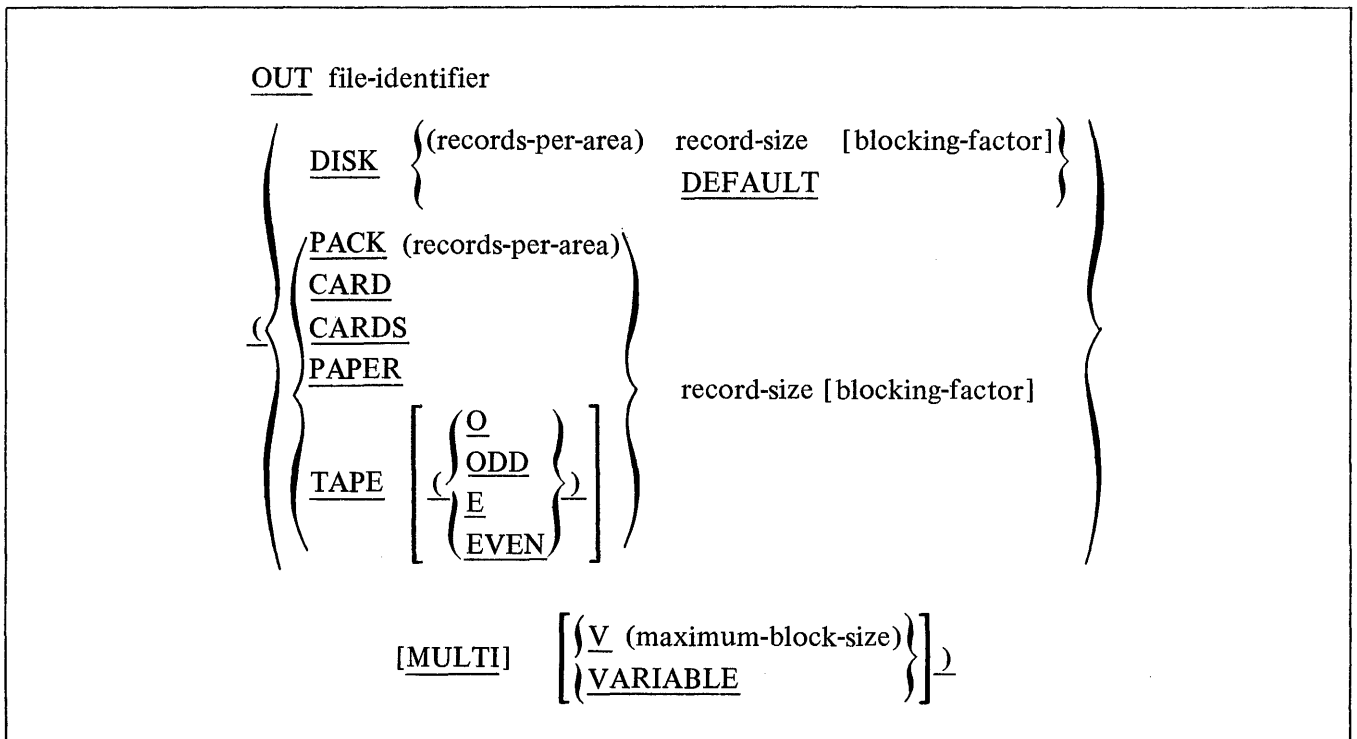 OUT file-identifier
DISK (records-per-area) record-size [blocking-factor]
DEFAULT
PACK (records-per-area)
CARD
( CARDS
PAPER
record-size [blocking-factor]
O
ODD
TAPE [ ( ) ]
E
EVEN
[MULTI] [ V (maximum-block-size) ] )
VARIABLE